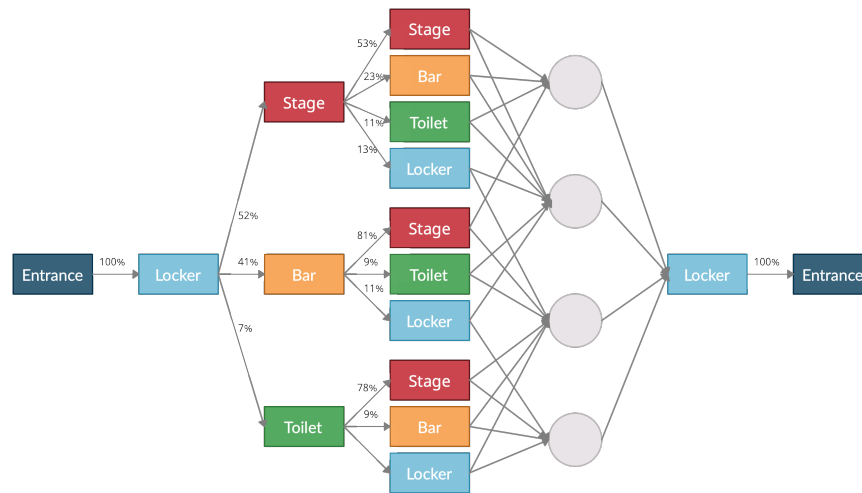 Stage
53%
Bar
23%
Stage
Toilet
11%
13%
Locker
52%
Stage
81%
Entrance
100%
Locker
41%
Bar
9%
Toilet
11%
Locker
Locker
100%
Entrance
7%
Stage
78%
9%
Toilet
Bar
Locker